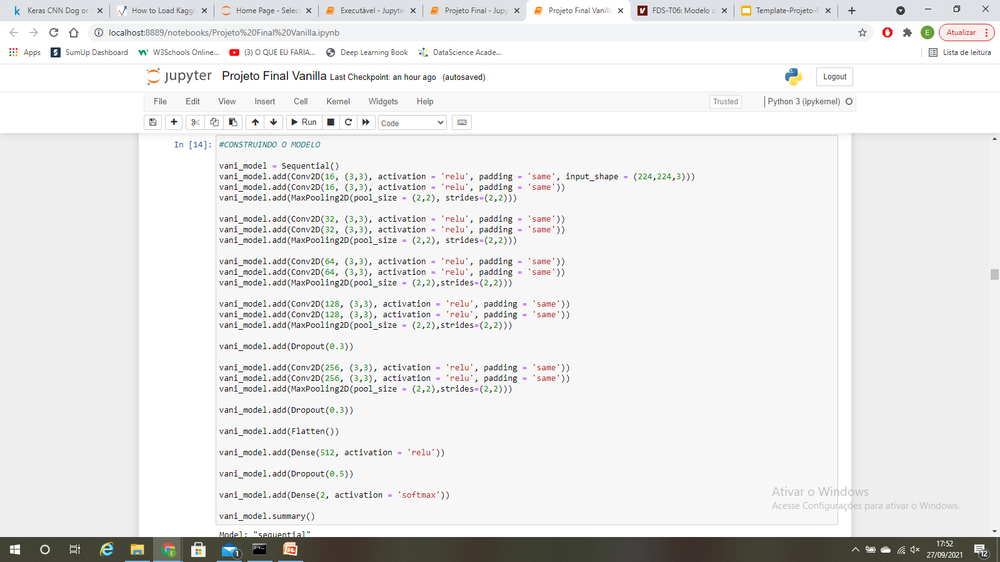 Keras CNN Dog or
How to Load Kaggl
Home Page - Select
Executável - Jupyte
Projeto Final - Jupy
Projeto Final Vanilla
FDS-T06: Modelo d
Template-Projeto-F
localhost:8889/notebooks/Projeto%20Final%20Vanilla.ipynb
E
Atualizar
Apps
SumUp Dashboard
W3Schools Online...
(3) O QUE EU FARIA...
Deep Learning Book
DataScience Acade...
Lista de leitura
jupyter Projeto Final Vanilla Last Checkpoint: an hour ago (autosaved)
Logout
File Edit View Insert Cell Kernel Widgets Help
Trusted
Python 3 (ipykernel)
Run
Code
In [14]: #CONSTRUINDO O MODELO
vani_model = Sequential()
vani_model.add(Conv2D(16, (3,3), activation = 'relu', padding = 'same', input_shape = (224,224,3)))
vani_model.add(Conv2D(16, (3,3), activation = 'relu', padding = 'same'))
vani_model.add(MaxPooling2D(pool_size = (2,2), strides=(2,2)))
vani_model.add(Conv2D(32, (3,3), activation = 'relu', padding = 'same'))
vani_model.add(Conv2D(32, (3,3), activation = 'relu', padding = 'same'))
vani_model.add(MaxPooling2D(pool_size = (2,2), strides=(2,2)))
vani_model.add(Conv2D(64, (3,3), activation = 'relu', padding = 'same'))
vani_model.add(Conv2D(64, (3,3), activation = 'relu', padding = 'same'))
vani_model.add(MaxPooling2D(pool_size = (2,2),strides=(2,2)))
vani_model.add(Conv2D(128, (3,3), activation = 'relu', padding = 'same'))
vani_model.add(Conv2D(128, (3,3), activation = 'relu', padding = 'same'))
vani_model.add(MaxPooling2D(pool_size = (2,2),strides=(2,2)))
vani_model.add(Dropout(0.3))
vani_model.add(Conv2D(256, (3,3), activation = 'relu', padding = 'same'))
vani_model.add(Conv2D(256, (3,3), activation = 'relu', padding = 'same'))
vani_model.add(MaxPooling2D(pool_size = (2,2),strides=(2,2)))
vani_model.add(Dropout(0.3))
vani_model.add(Flatten())
vani_model.add(Dense(512, activation = 'relu'))
vani_model.add(Dropout(0.5))
vani_model.add(Dense(2, activation = 'softmax'))
vani_model.summary()
Model: "sequential"
Ativar o Windows
Acesse Configurações para ativar o Windows.
1
17:52
27/09/2021
12